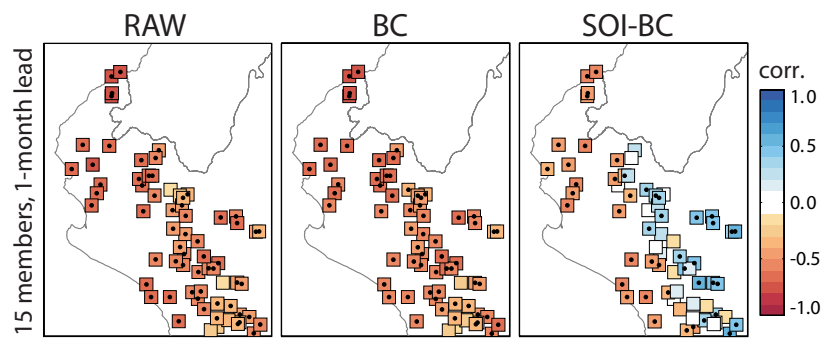 RAW
BC
SOI-BC
15 members, 1-month lead
corr.
1.0
0.5
0.0
-0.5
-1.0